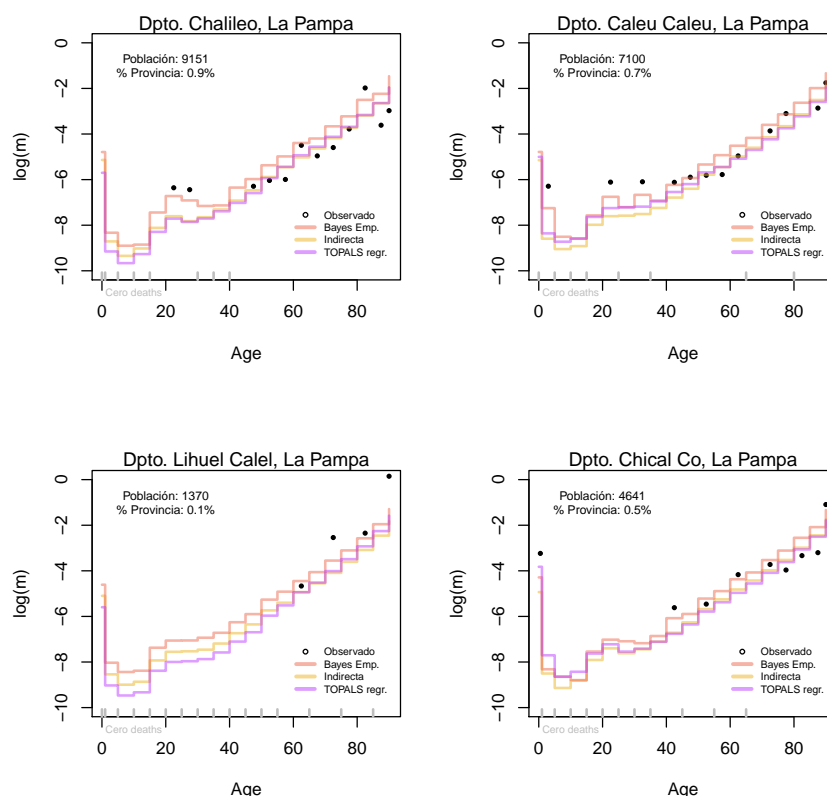 Dpto. Chalileo, La Pampa
Población: 9151
% Provincia: 0.9%
log(m)
0
−2
−4
−6
−8
−10
Observado
Bayes Emp.
Indirecta
TOPALS regr.
Cero deaths
0 20 40 60 80
Age
Dpto. Caleu Caleu, La Pampa
Población: 7100
% Provincia: 0.7%
log(m)
0
−2
−4
−6
−8
−10
Observado
Bayes Emp.
Indirecta
TOPALS regr.
Cero deaths
0 20 40 60 80
Age
Dpto. Lihuel Calel, La Pampa
Población: 1370
% Provincia: 0.1%
log(m)
0
−2
−4
−6
−8
−10
Observado
Bayes Emp.
Indirecta
TOPALS regr.
Cero deaths
0 20 40 60 80
Age
Dpto. Chical Co, La Pampa
Población: 4641
% Provincia: 0.5%
log(m)
0
−2
−4
−6
−8
−10
Observado
Bayes Emp.
Indirecta
TOPALS regr.
Cero deaths
0 20 40 60 80
Age